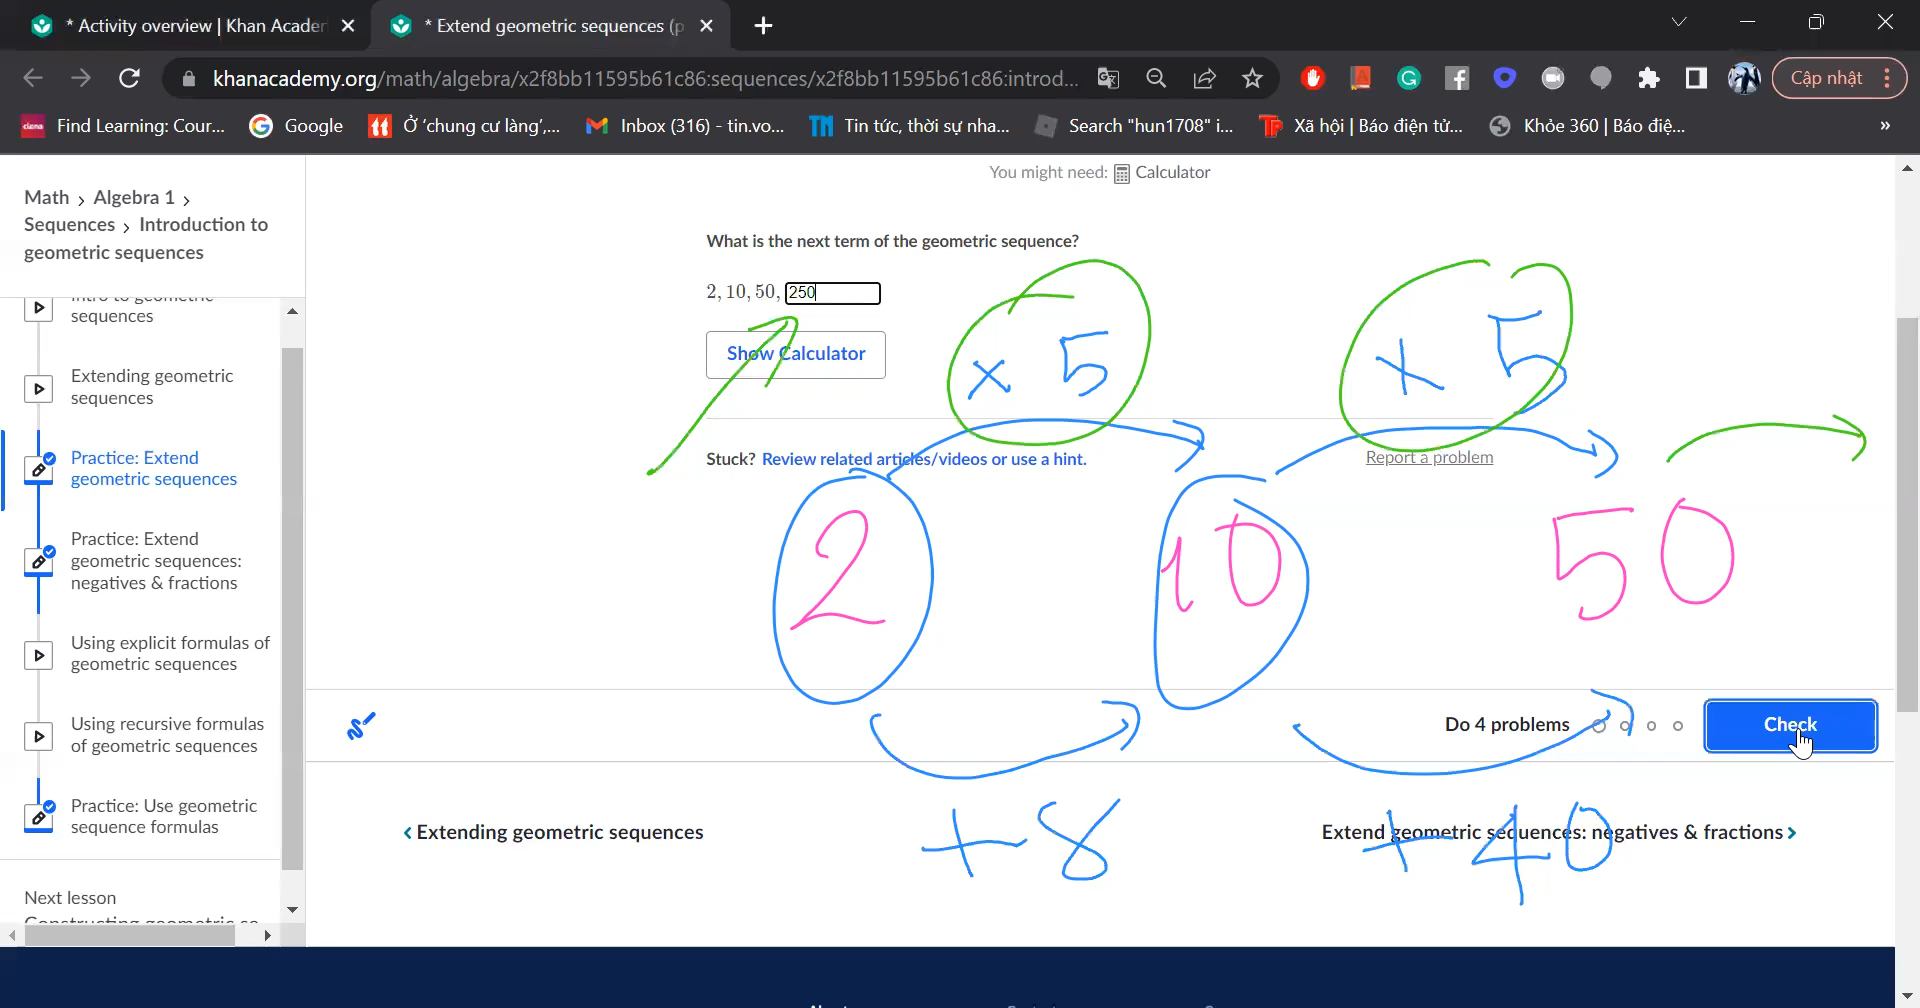 * Activity overview | Khan Acader
* Extend geometric sequences (p
khanacademy.org/math/algebra/x2f8bb11595b61c86:sequences/x2f8bb11595b61c86:introd...
Cập nhật
Find Learning: Cour...
Google
Ở 'chung cư làng',...
Inbox (316) - tin.vo...
Tin tức, thời sự nha...
Search "hun1708" i...
Xã hội | Báo điện tử...
Khỏe 360 | Báo điệ...
»
Math › Algebra 1 ›
Sequences › Introduction to
geometric sequences
Intro to geometric
sequences
Extending geometric
sequences
Practice: Extend
geometric sequences
Practice: Extend
geometric sequences:
negatives & fractions
Using explicit formulas of
geometric sequences
Using recursive formulas
of geometric sequences
Practice: Use geometric
sequence formulas
Next lesson
Constructing geometric se
You might need: Calculator
What is the next term of the geometric sequence?
2, 10, 50, 250
Show Calculator
× 5
× 5
Stuck? Review related articles/videos or use a hint.
Report a problem
2 10 50
Do 4 problems
Check
‹ Extending geometric sequences
Extend geometric sequences: negatives & fractions ›
+ 8
+ 40